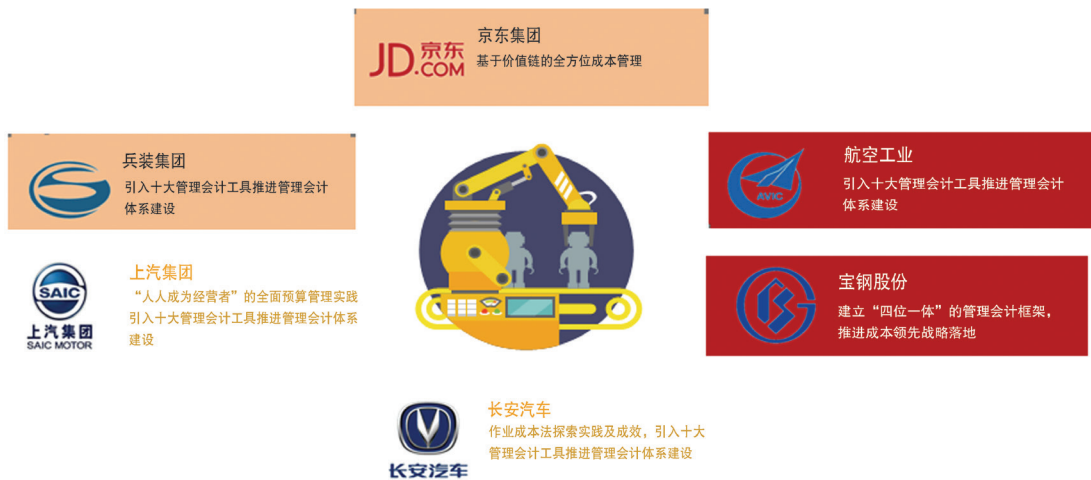 JD.COM 京东
京东集团
基于价值链的全方位成本管理
兵装集团
引入十大管理会计工具推进管理会计
体系建设
航空工业
引入十大管理会计工具推进管理会计
体系建设
AVIC
SAIC
上汽集团
SAIC MOTOR
上汽集团
“人人成为经营者”的全面预算管理实践
引入十大管理会计工具推进管理会计体系
建设
宝钢股份
建立“四位一体”的管理会计框架，
推进成本领先战略落地
长安汽车
长安汽车
作业成本法探索实践及成效，引入十大
管理会计工具推进管理会计体系建设